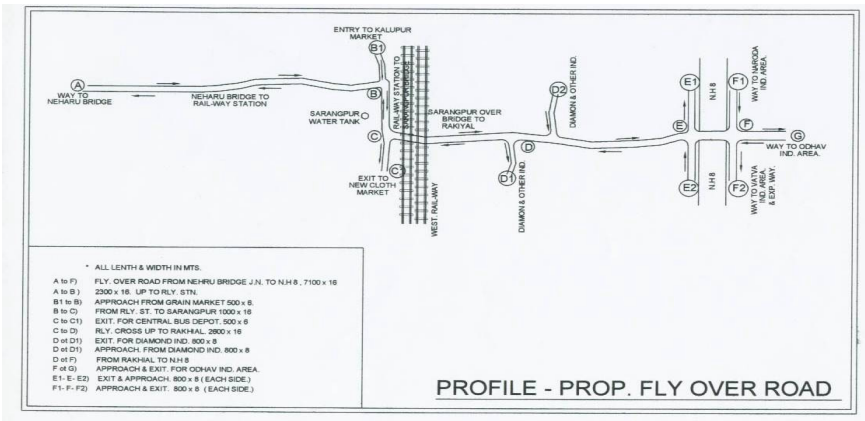 ENTRY TO KALUPUR
MARKET
B1
A
WAY TO
NEHARU BRIDGE
NEHARU BRIDGE TO
RAIL-WAY STATION
B
SARANGPUR
WATER TANK
C
C
EXIT TO
NEW CLOTH
MARKET
RAIL-WAY STATION TO
SARANGPUR BRIDGE
WEST. RAIL-WAY
SARANGPUR OVER
BRIDGE TO
RAKIYAL
D2
DIAMON & OTHER IND.
D
D1
DIAMON & OTHER IND.
E1
E
E2
N.H 8
N.H 8
F1
F
F2
WAY TO NARODA
IND. AREA.
G
WAY TO ODHAV
IND. AREA.
WAY TO VATVA
IND. AREA
& EXP. WAY.
* ALL LENTH & WIDTH IN MTS.
A to F) FLY. OVER ROAD FROM NEHRU BRIDGE J.N. TO N.H 8 , 7100 x 16
A to B ) 2300 x 16. UP TO RLY. STN.
B1 to B) APPROACH FROM GRAIN MARKET 500 x 6.
B to C) FROM RLY. ST. TO SARANGPUR 1000 x 16
C to C1) EXIT. FOR CENTRAL BUS DEPOT. 500 x 6
C to D) RLY. CROSS UP TO RAKHIAL. 2600 x 16
D ot D1) EXIT. FOR DIAMOND IND. 800 x 8
D ot D1) APPROACH. FROM DIAMOND IND. 800 x 8
D ot F) FROM RAKHIAL TO N.H 8
F ot G) APPROACH & EXIT. FOR ODHAV IND. AREA.
E1- E- E2) EXIT & APPROACH. 800 x 8 ( EACH SIDE.)
F1- F- F2) APPROACH & EXIT. 800 x 8 ( EACH SIDE.)
PROFILE - PROP. FLY OVER ROAD